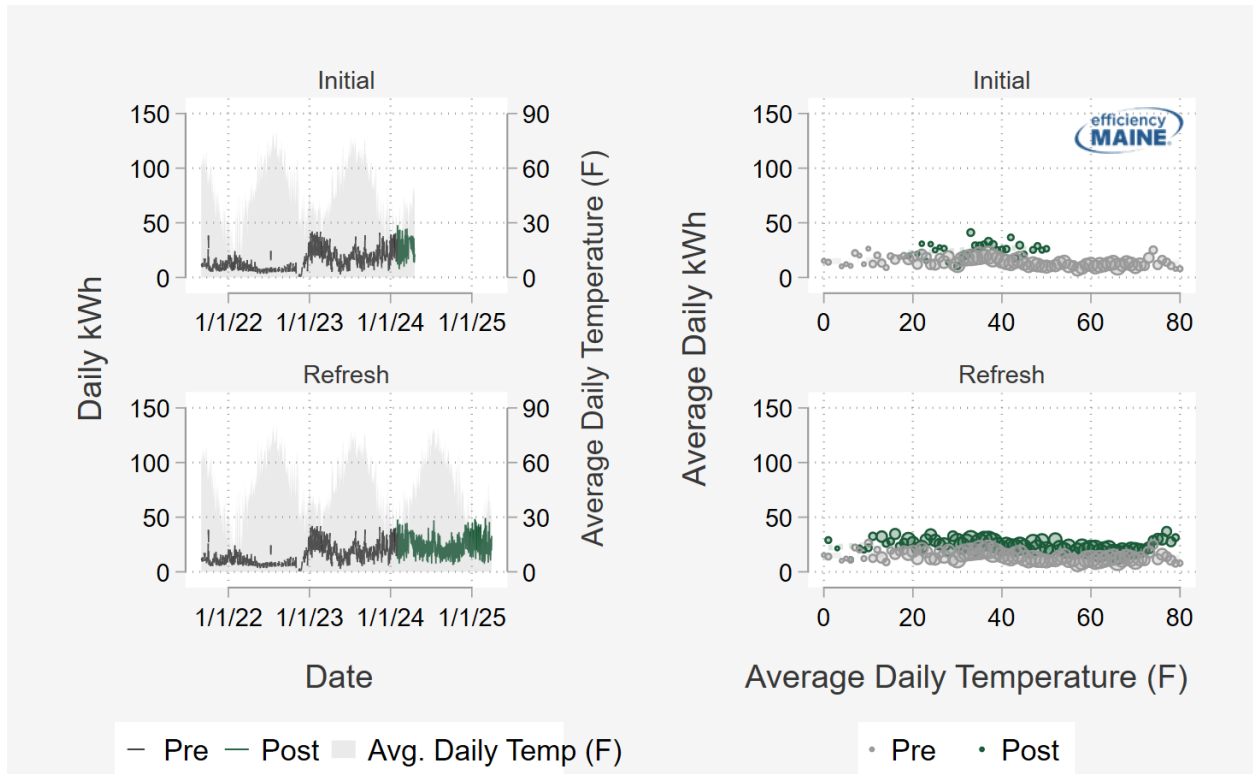 Initial
150
100
50
0
90
60
30
0
1/1/22 1/1/23 1/1/24 1/1/25
Refresh
150
100
50
0
90
60
30
0
1/1/22 1/1/23 1/1/24 1/1/25
Daily kWh
Average Daily Temperature (F)
Date
Pre Post Avg. Daily Temp (F)
Initial
efficiency
MAINE
150
100
50
0
0 20 40 60 80
Refresh
150
100
50
0
0 20 40 60 80
Average Daily kWh
Average Daily Temperature (F)
Pre Post